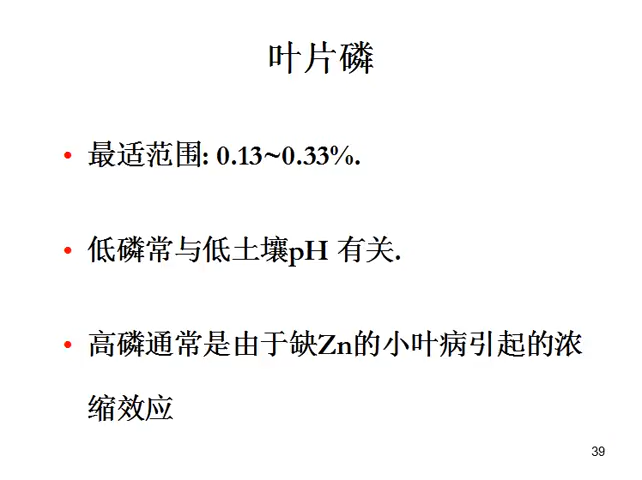 叶片磷
• 最适范围: 0.13~0.33%.
• 低磷常与低土壤pH 有关.
• 高磷通常是由于缺Zn的小叶病引起的浓
缩效应
39